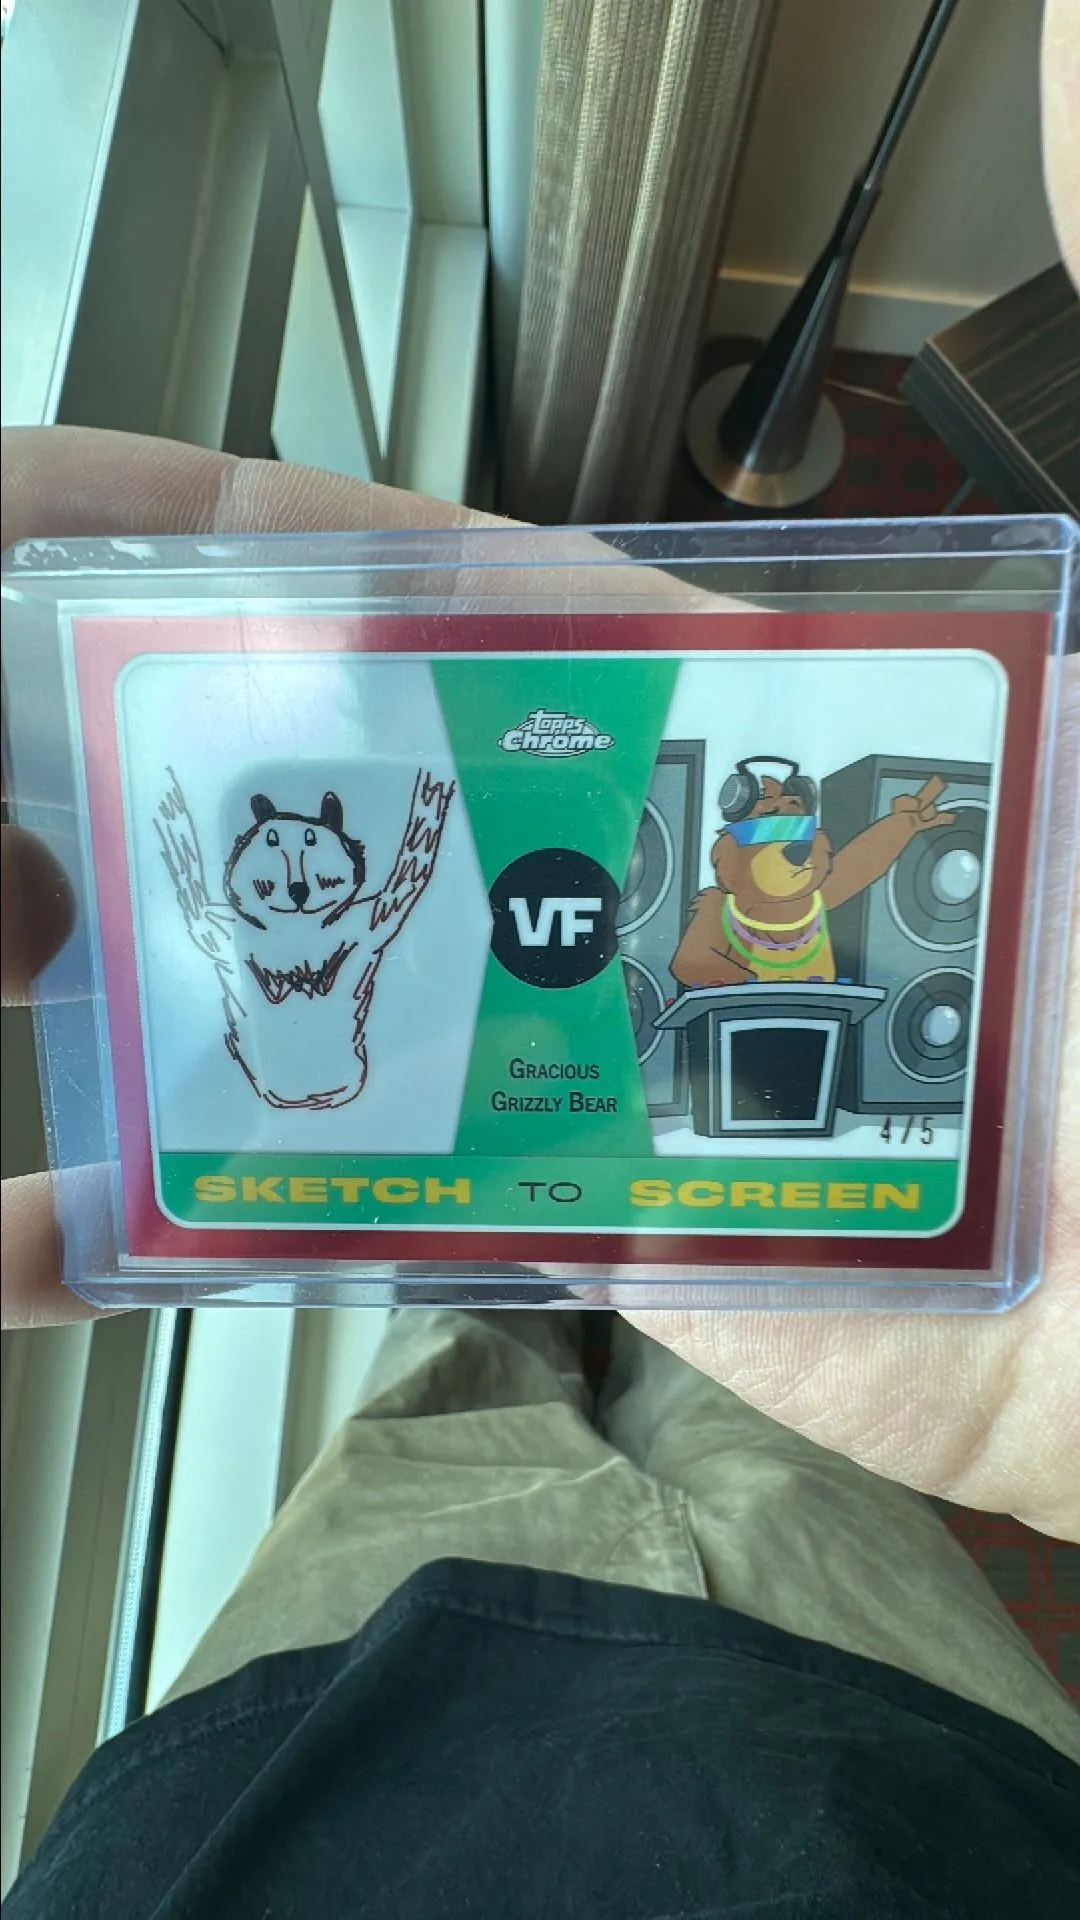 Topps
Chrome
VF
GRACIOUS
GRIZZLY BEAR
4/5
SKETCH TO SCREEN